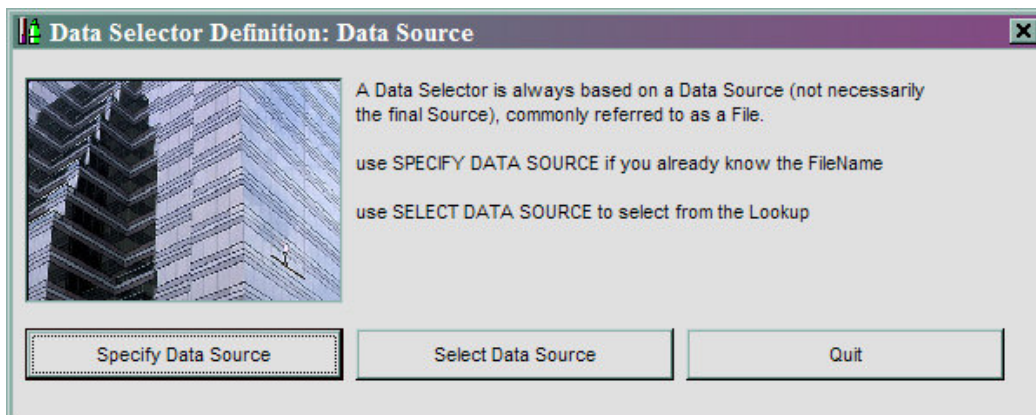 Data Selector Definition: Data Source
A Data Selector is always based on a Data Source (not necessarily
the final Source), commonly referred to as a File.
use SPECIFY DATA SOURCE if you already know the FileName
use SELECT DATA SOURCE to select from the Lookup
Specify Data Source
Select Data Source
Quit